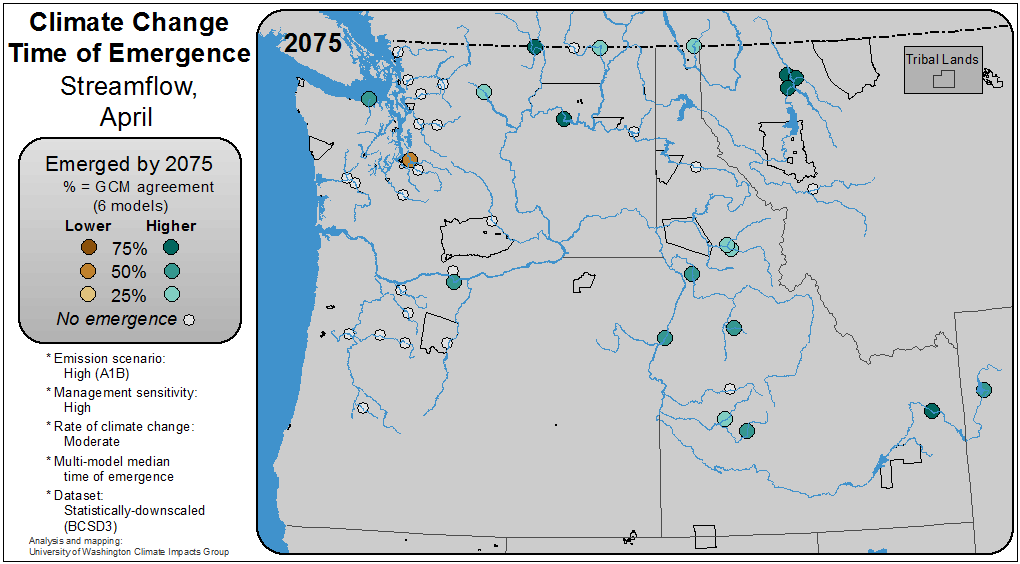 Climate Change
Time of Emergence
Streamflow,
April
Emerged by 2075
% = GCM agreement
(6 models)
Lower Higher
75%
50%
25%
No emergence
* Emission scenario:
High (A1B)
* Management sensitivity:
High
* Rate of climate change:
Moderate
* Multi-model median
time of emergence
* Dataset:
Statistically-downscaled
(BCSD3)
Analysis and mapping:
University of Washington Climate Impacts Group
2075
Tribal Lands